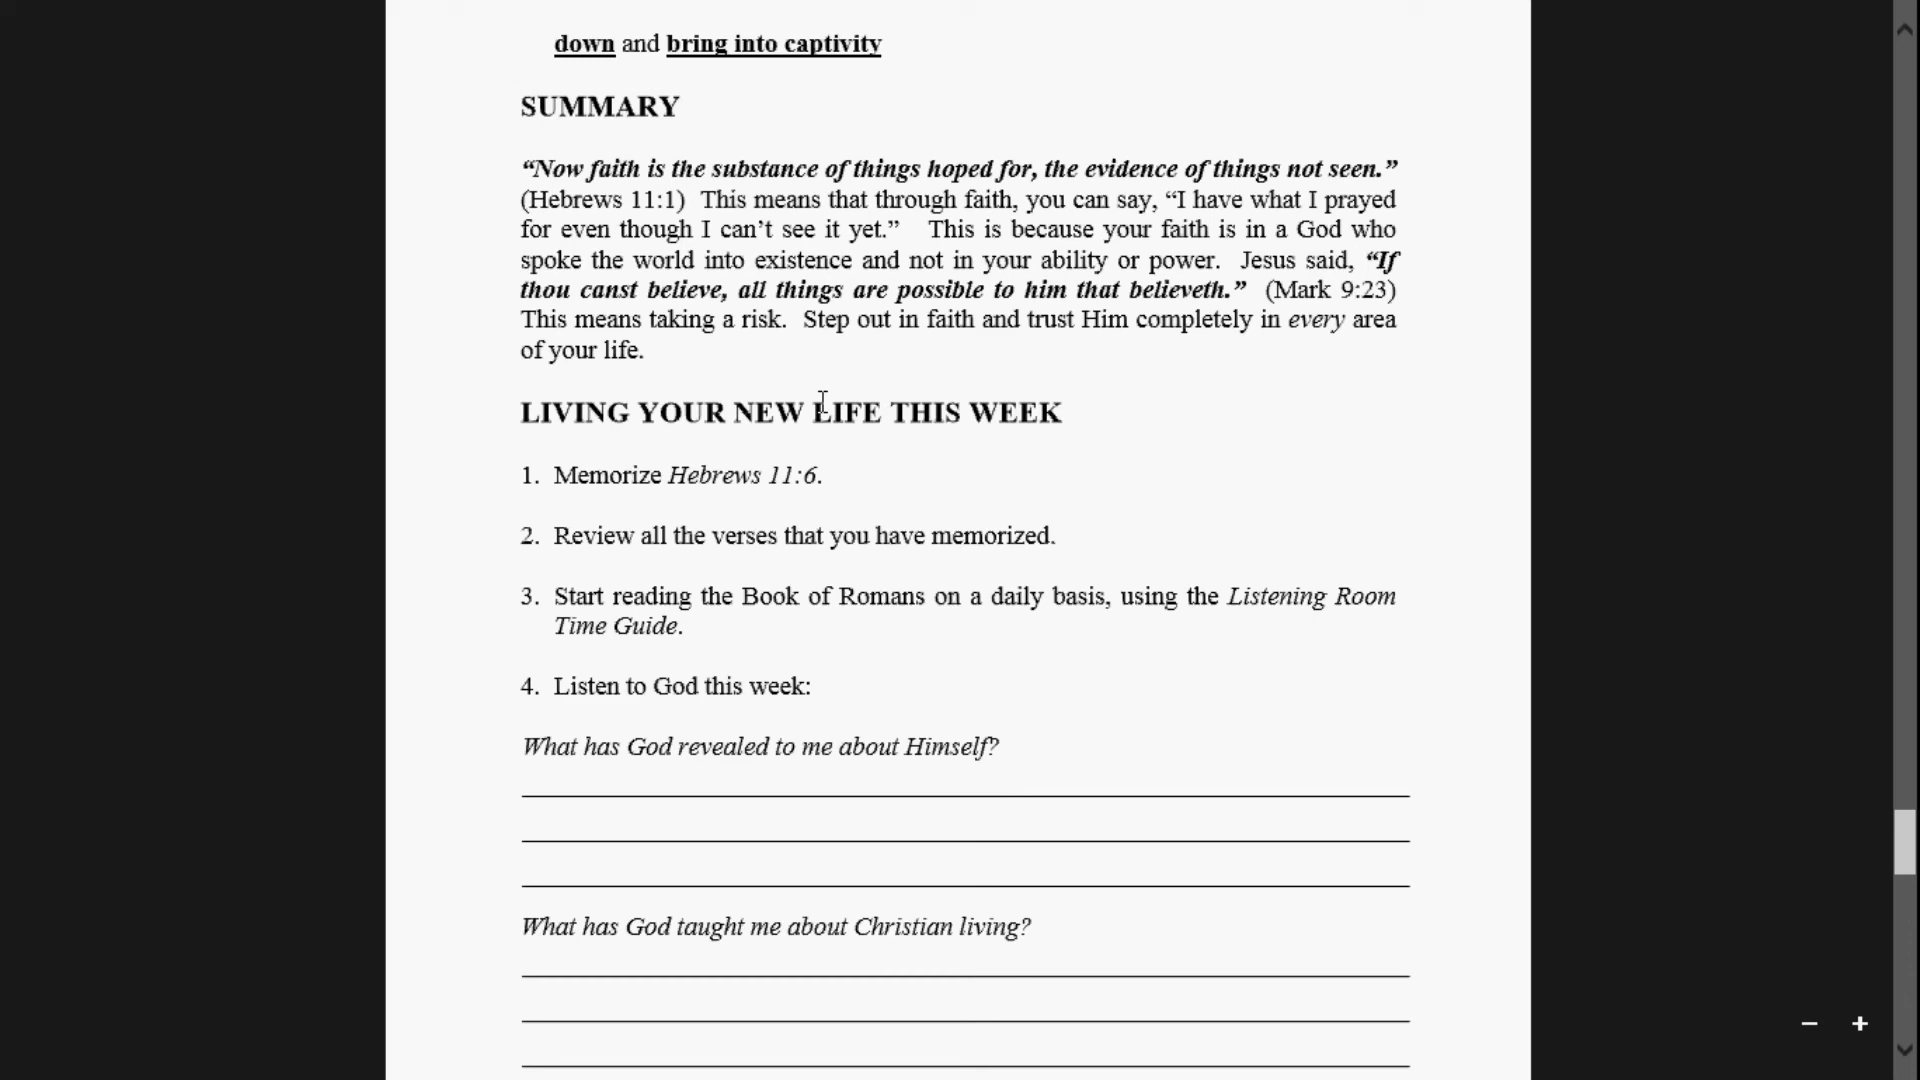 down and bring into captivity
SUMMARY
“Now faith is the substance of things hoped for, the evidence of things not seen.”
(Hebrews 11:1)  This means that through faith, you can say, “I have what I prayed
for even though I can’t see it yet.”   This is because your faith is in a God who
spoke the world into existence and not in your ability or power.  Jesus said, “If
thou canst believe, all things are possible to him that believeth.”  (Mark 9:23)
This means taking a risk.  Step out in faith and trust Him completely in every area
of your life.
LIVING YOUR NEW LIFE THIS WEEK
1. Memorize Hebrews 11:6.
2. Review all the verses that you have memorized.
3. Start reading the Book of Romans on a daily basis, using the Listening Room
Time Guide.
4. Listen to God this week:
What has God revealed to me about Himself?
What has God taught me about Christian living?